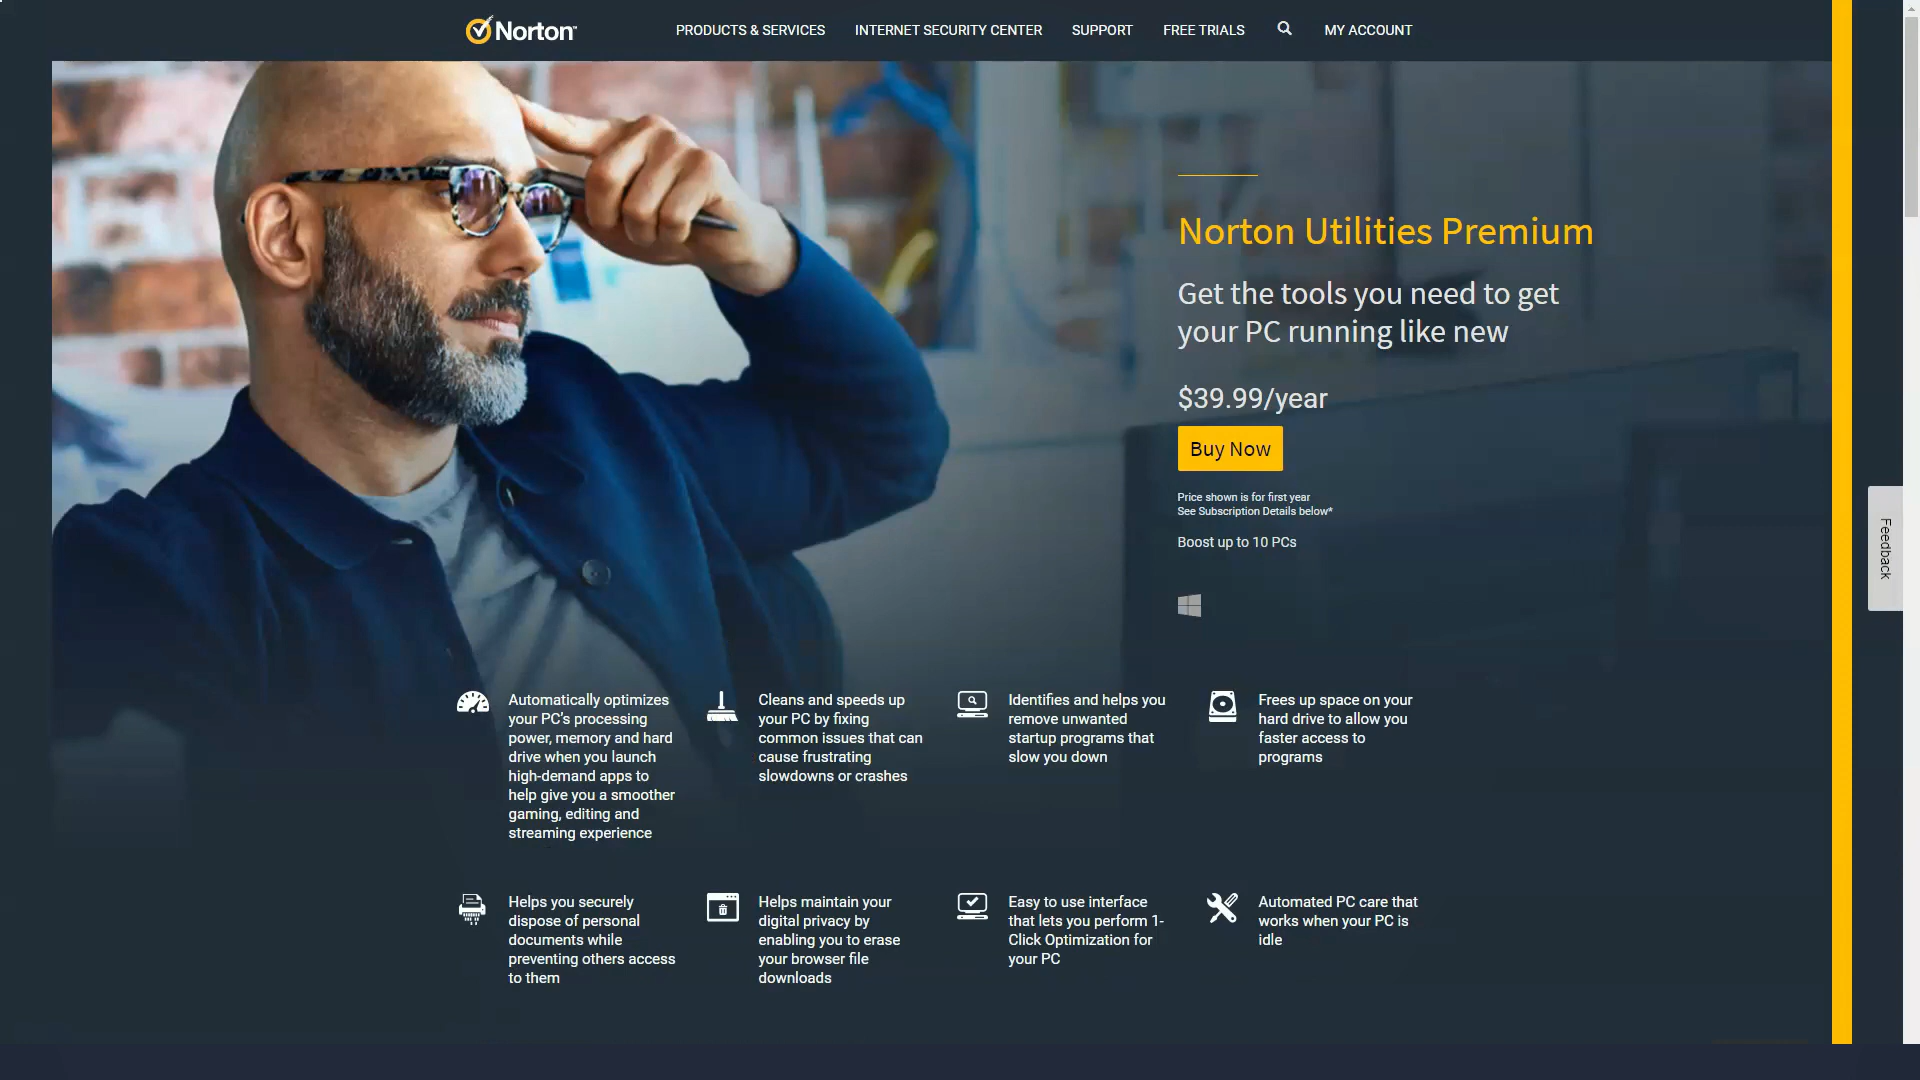 Norton
PRODUCTS & SERVICES
INTERNET SECURITY CENTER
SUPPORT
FREE TRIALS
MY ACCOUNT
Norton Utilities Premium
Get the tools you need to get
your PC running like new
$39.99/year
Buy Now
Price shown is for first year
See Subscription Details below*
Boost up to 10 PCs
Feedback
Automatically optimizes
your PC's processing
power, memory and hard
drive when you launch
high-demand apps to
help give you a smoother
gaming, editing and
streaming experience
Cleans and speeds up
your PC by fixing
common issues that can
cause frustrating
slowdowns or crashes
Identifies and helps you
remove unwanted
startup programs that
slow you down
Frees up space on your
hard drive to allow you
faster access to
programs
Helps you securely
dispose of personal
documents while
preventing others access
to them
Helps maintain your
digital privacy by
enabling you to erase
your browser file
downloads
Easy to use interface
that lets you perform 1-
Click Optimization for
your PC
Automated PC care that
works when your PC is
idle